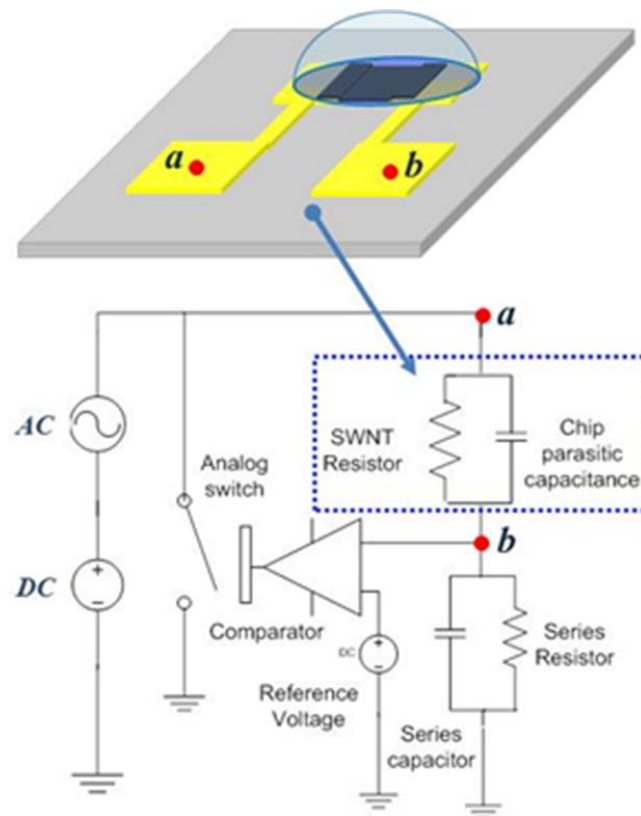 a
b
a
AC
SWNT
Resistor
Chip
parasitic
capacitance
Analog
switch
b
DC
+
−
Comparator
DC
+
−
Series
Resistor
Reference
Voltage
Series
capacitor